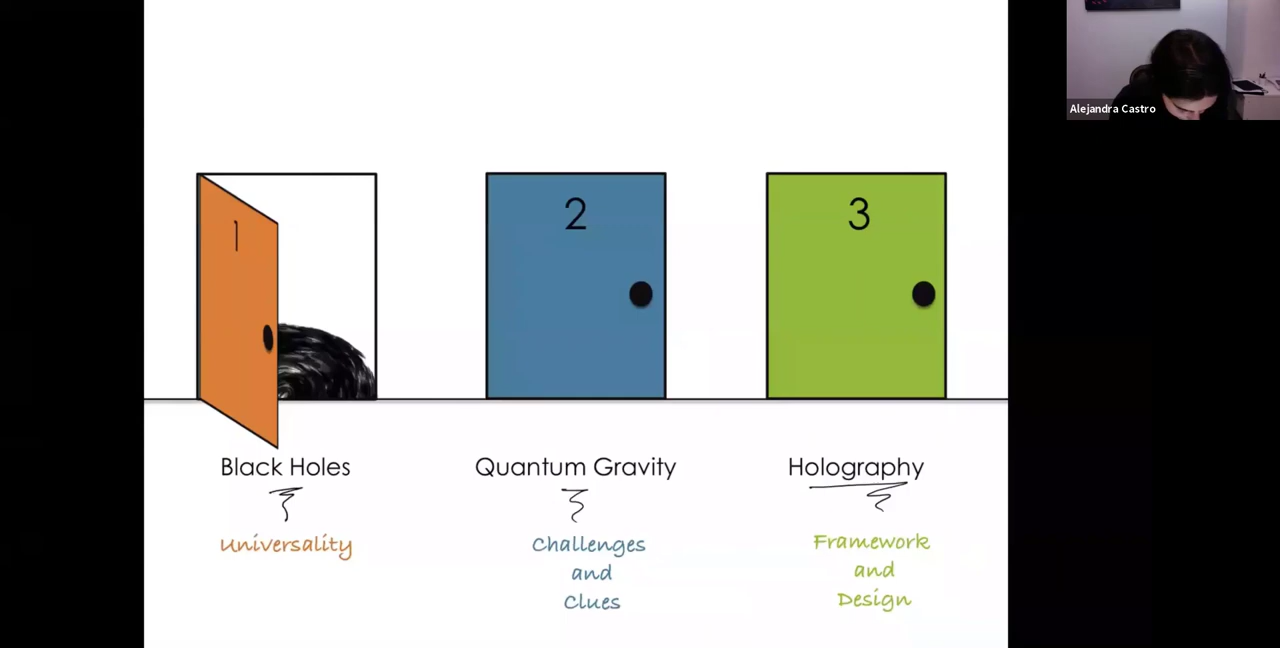 Alejandra Castro
1
2
3
Black Holes
Quantum Gravity
Holography
Universality
Challenges
and
Clues
Framework
and
Design